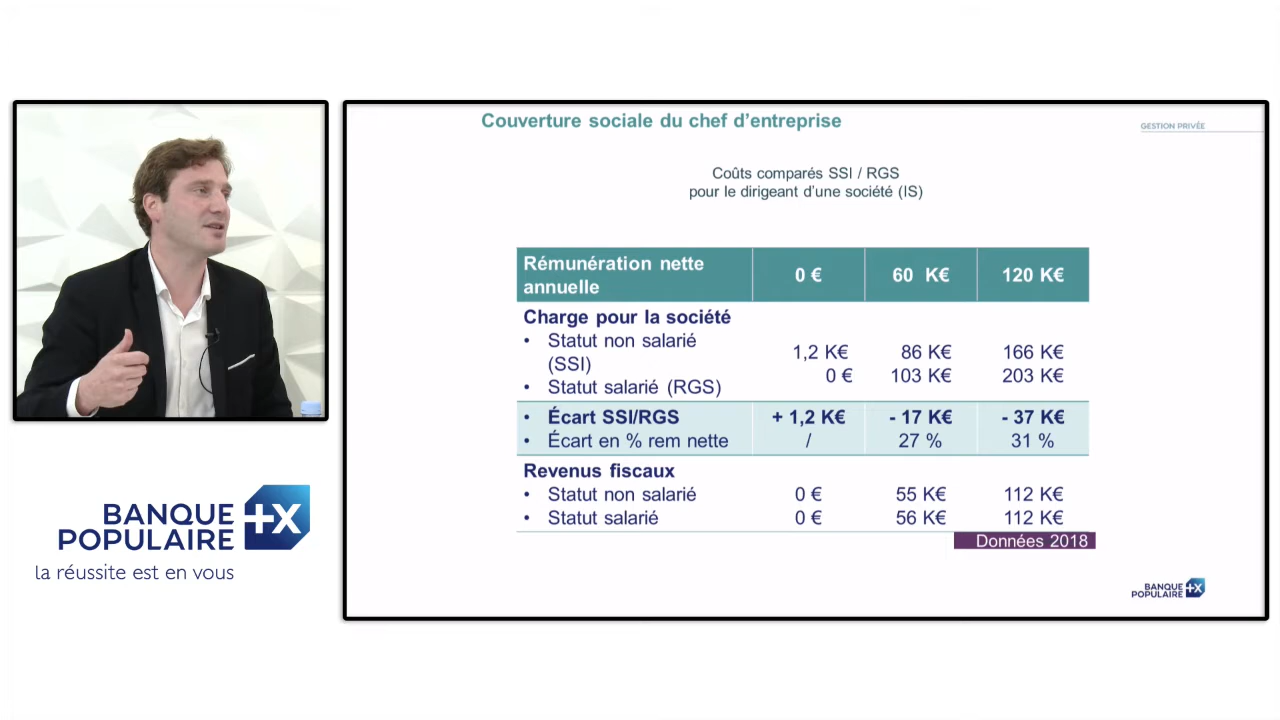 Couverture sociale du chef d'entreprise
GESTION PRIVÉE
Coûts comparés SSI / RGS
pour le dirigeant d'une société (IS)
Rémunération nette annuelle 0 € 60 K€ 120 K€
Charge pour la société
• Statut non salarié (SSI) 1,2 K€ 86 K€ 166 K€
• Statut salarié (RGS) 0 € 103 K€ 203 K€
• Écart SSI/RGS + 1,2 K€ - 17 K€ - 37 K€
• Écart en % rem nette / 27 % 31 %
Revenus fiscaux
• Statut non salarié 0 € 55 K€ 112 K€
• Statut salarié 0 € 56 K€ 112 K€
Données 2018
BANQUE
POPULAIRE
BANQUE
POPULAIRE
la réussite est en vous